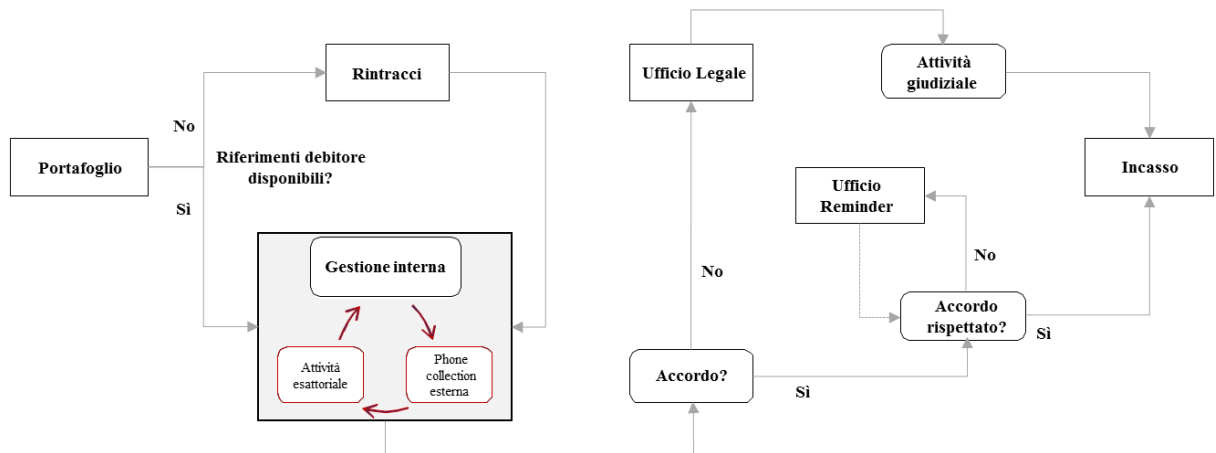 Rintracci
No
Portafoglio
Riferimenti debitore
disponibili?
Sì
Gestione interna
Attività
esattoriale
Phone
collection
esterna
Ufficio Legale
Attività
giudiziale
Incasso
Ufficio
Reminder
No
No
Accordo
rispettato?
Sì
Accordo?
Sì